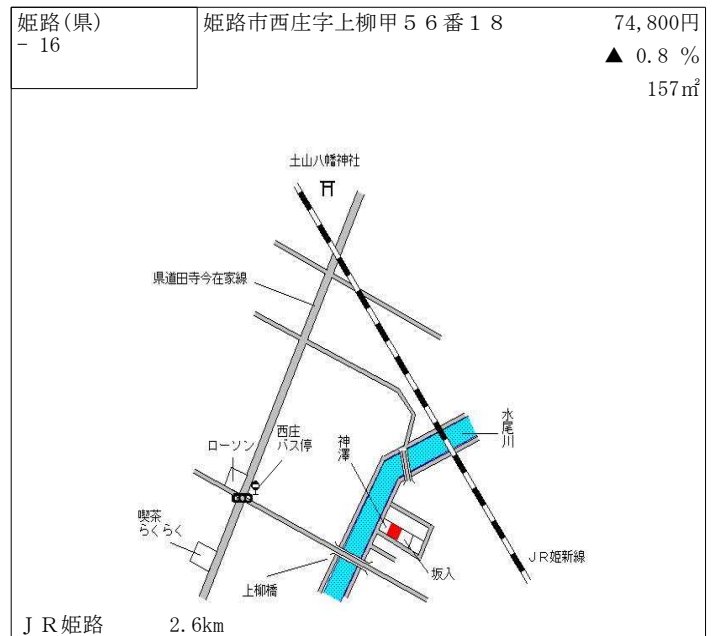 姫路(県)
- 16
姫路市西庄字上柳甲５６番１８
74,800円
▲ 0.8 %
157㎡
土山八幡神社
県道田寺今在家線
水尾川
西庄
バス停
ローソン
神澤
喫茶
らくらく
ＪＲ姫新線
坂入
上柳橋
ＪＲ姫路 2.6km